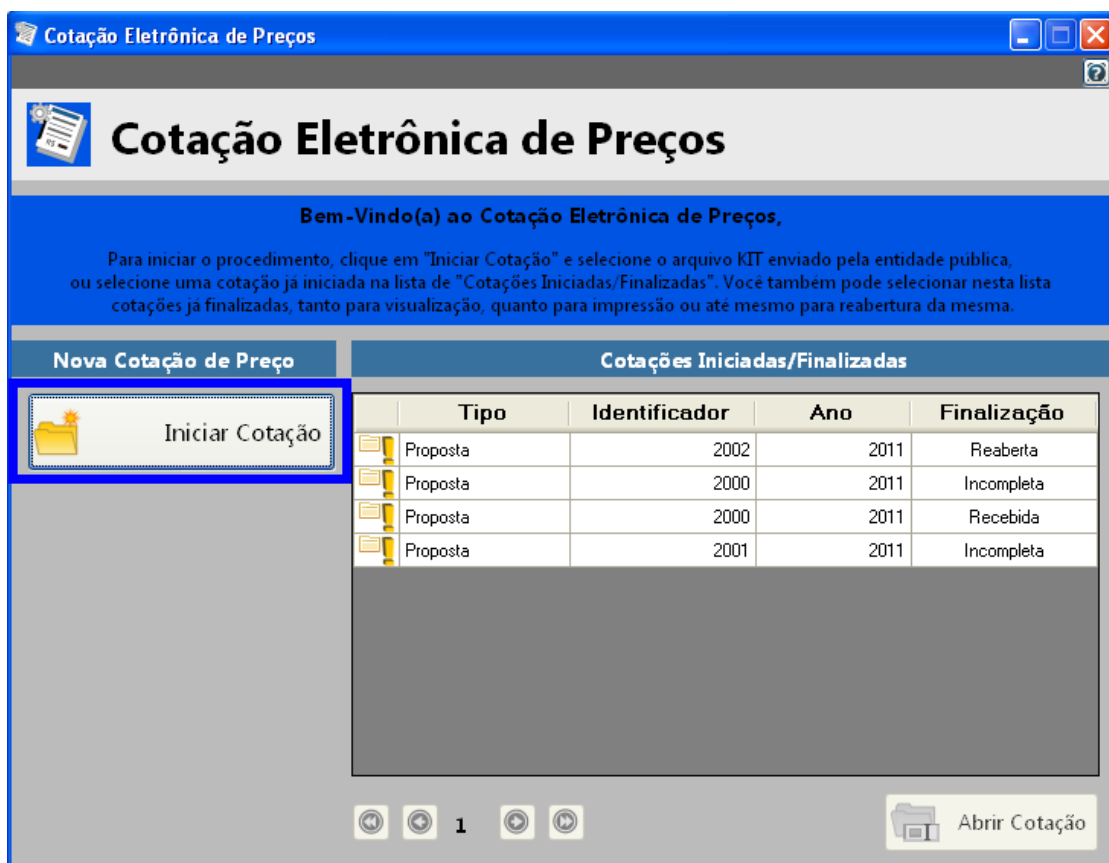 Cotação Eletrônica de Preços
Cotação Eletrônica de Preços
Bem-Vindo(a) ao Cotação Eletrônica de Preços,
Para iniciar o procedimento, clique em "Iniciar Cotação" e selecione o arquivo KIT enviado pela entidade pública,
ou selecione uma cotação já iniciada na lista de "Cotações Iniciadas/Finalizadas". Você também pode selecionar nesta lista
cotações já finalizadas, tanto para visualização, quanto para impressão ou até mesmo para reabertura da mesma.
Nova Cotação de Preço
Iniciar Cotação
Cotações Iniciadas/Finalizadas
Tipo Identificador Ano Finalização
Proposta 2002 2011 Reaberta
Proposta 2000 2011 Incompleta
Proposta 2000 2011 Recebida
Proposta 2001 2011 Incompleta
1
Abrir Cotação